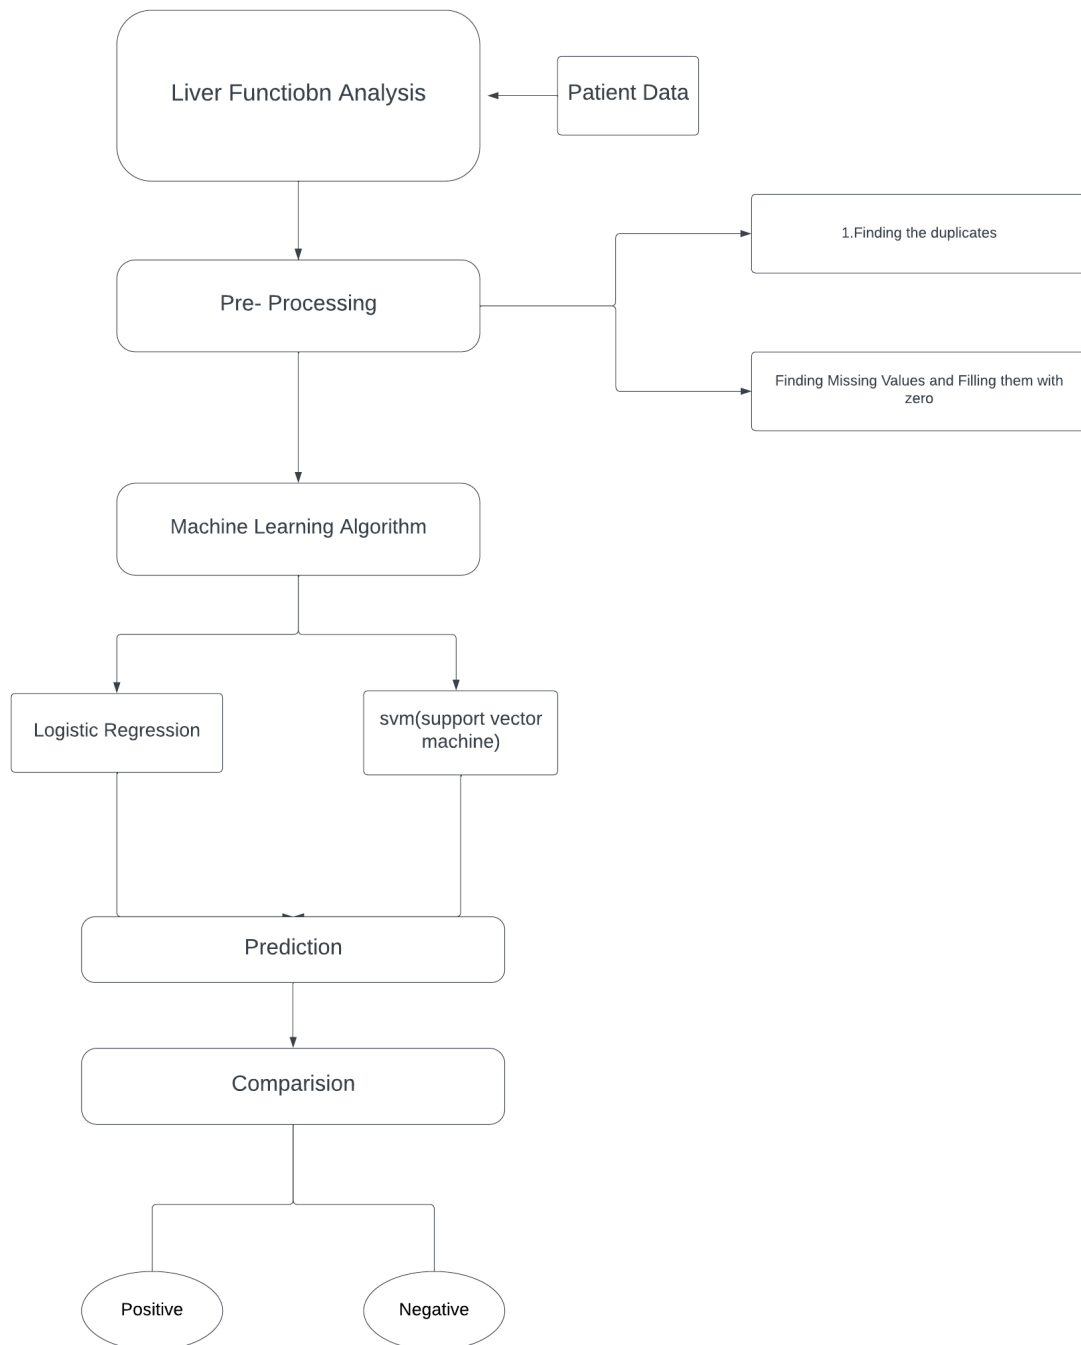 Liver Functiobn Analysis
Patient Data
1.Finding the duplicates
Pre- Processing
Finding Missing Values and Filling them with
zero
Machine Learning Algorithm
Logistic Regression
svm(support vector
machine)
Prediction
Comparision
Positive
Negative